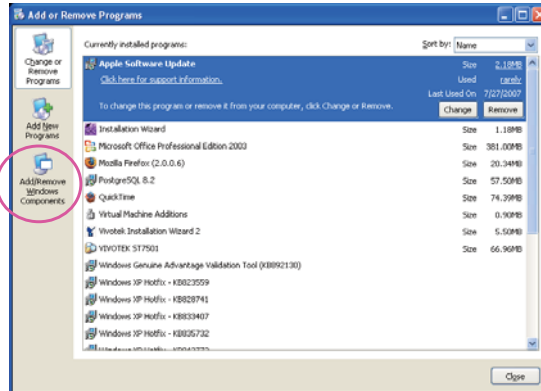 Add or Remove Programs
Change or
Remove
Programs
Add New
Programs
Add/Remove
Windows
Components
Currently installed programs:
Sort by: Name
Apple Software Update Size 2.18MB
Click here for support information. Used rarely
Last Used On 7/27/2007
To change this program or remove it from your computer, click Change or Remove. Change Remove
Installation Wizard Size 1.18MB
Microsoft Office Professional Edition 2003 Size 381.00MB
Mozilla Firefox (2.0.0.6) Size 20.34MB
PostgreSQL 8.2 Size 57.50MB
QuickTime Size 74.39MB
Virtual Machine Additions Size 0.90MB
Vivotek Installation Wizard 2 Size 5.50MB
VIVOTEK ST7501 Size 66.96MB
Windows Genuine Advantage Validation Tool (KB892130)
Windows XP Hotfix - KB823559
Windows XP Hotfix - KB828741
Windows XP Hotfix - KB833407
Windows XP Hotfix - KB835732
Close